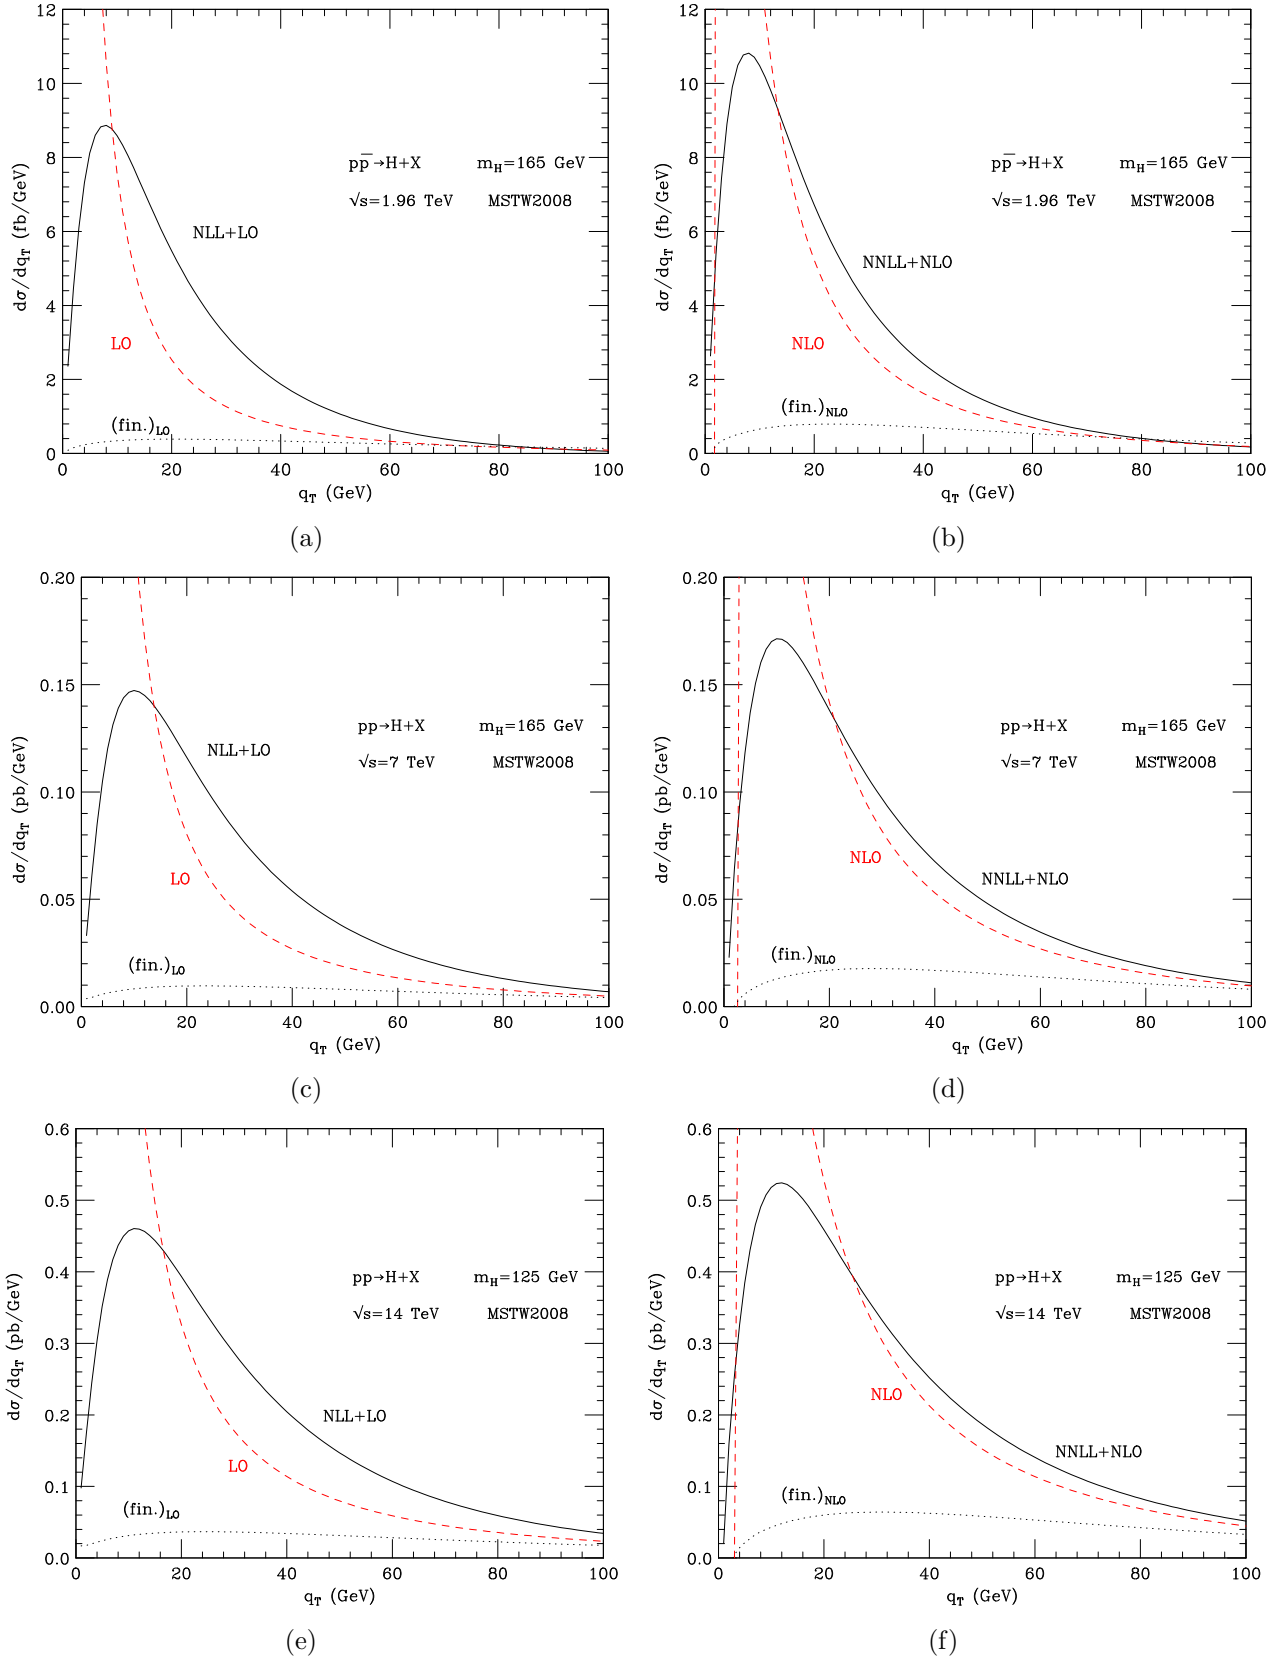 12
10
8
6
4
2
0
dσ/dq_T (fb/GeV)
pp̅→H+X m_H=165 GeV
√s=1.96 TeV MSTW2008
NLL+LO
LO
(fin.)_LO
0 20 40 60 80 100
q_T (GeV)
(a)
12
10
8
6
4
2
0
dσ/dq_T (fb/GeV)
pp̅→H+X m_H=165 GeV
√s=1.96 TeV MSTW2008
NNLL+NLO
NLO
(fin.)_NLO
0 20 40 60 80 100
q_T (GeV)
(b)
0.20
0.15
0.10
0.05
0.00
dσ/dq_T (pb/GeV)
pp→H+X m_H=165 GeV
√s=7 TeV MSTW2008
NLL+LO
LO
(fin.)_LO
0 20 40 60 80 100
q_T (GeV)
(c)
0.20
0.15
0.10
0.05
0.00
dσ/dq_T (pb/GeV)
pp→H+X m_H=165 GeV
√s=7 TeV MSTW2008
NLO
NNLL+NLO
(fin.)_NLO
0 20 40 60 80 100
q_T (GeV)
(d)
0.6
0.5
0.4
0.3
0.2
0.1
0.0
dσ/dq_T (pb/GeV)
pp→H+X m_H=125 GeV
√s=14 TeV MSTW2008
NLL+LO
LO
(fin.)_LO
0 20 40 60 80 100
q_T (GeV)
(e)
0.6
0.5
0.4
0.3
0.2
0.1
0.0
dσ/dq_T (pb/GeV)
pp→H+X m_H=125 GeV
√s=14 TeV MSTW2008
NLO
NNLL+NLO
(fin.)_NLO
0 20 40 60 80 100
q_T (GeV)
(f)